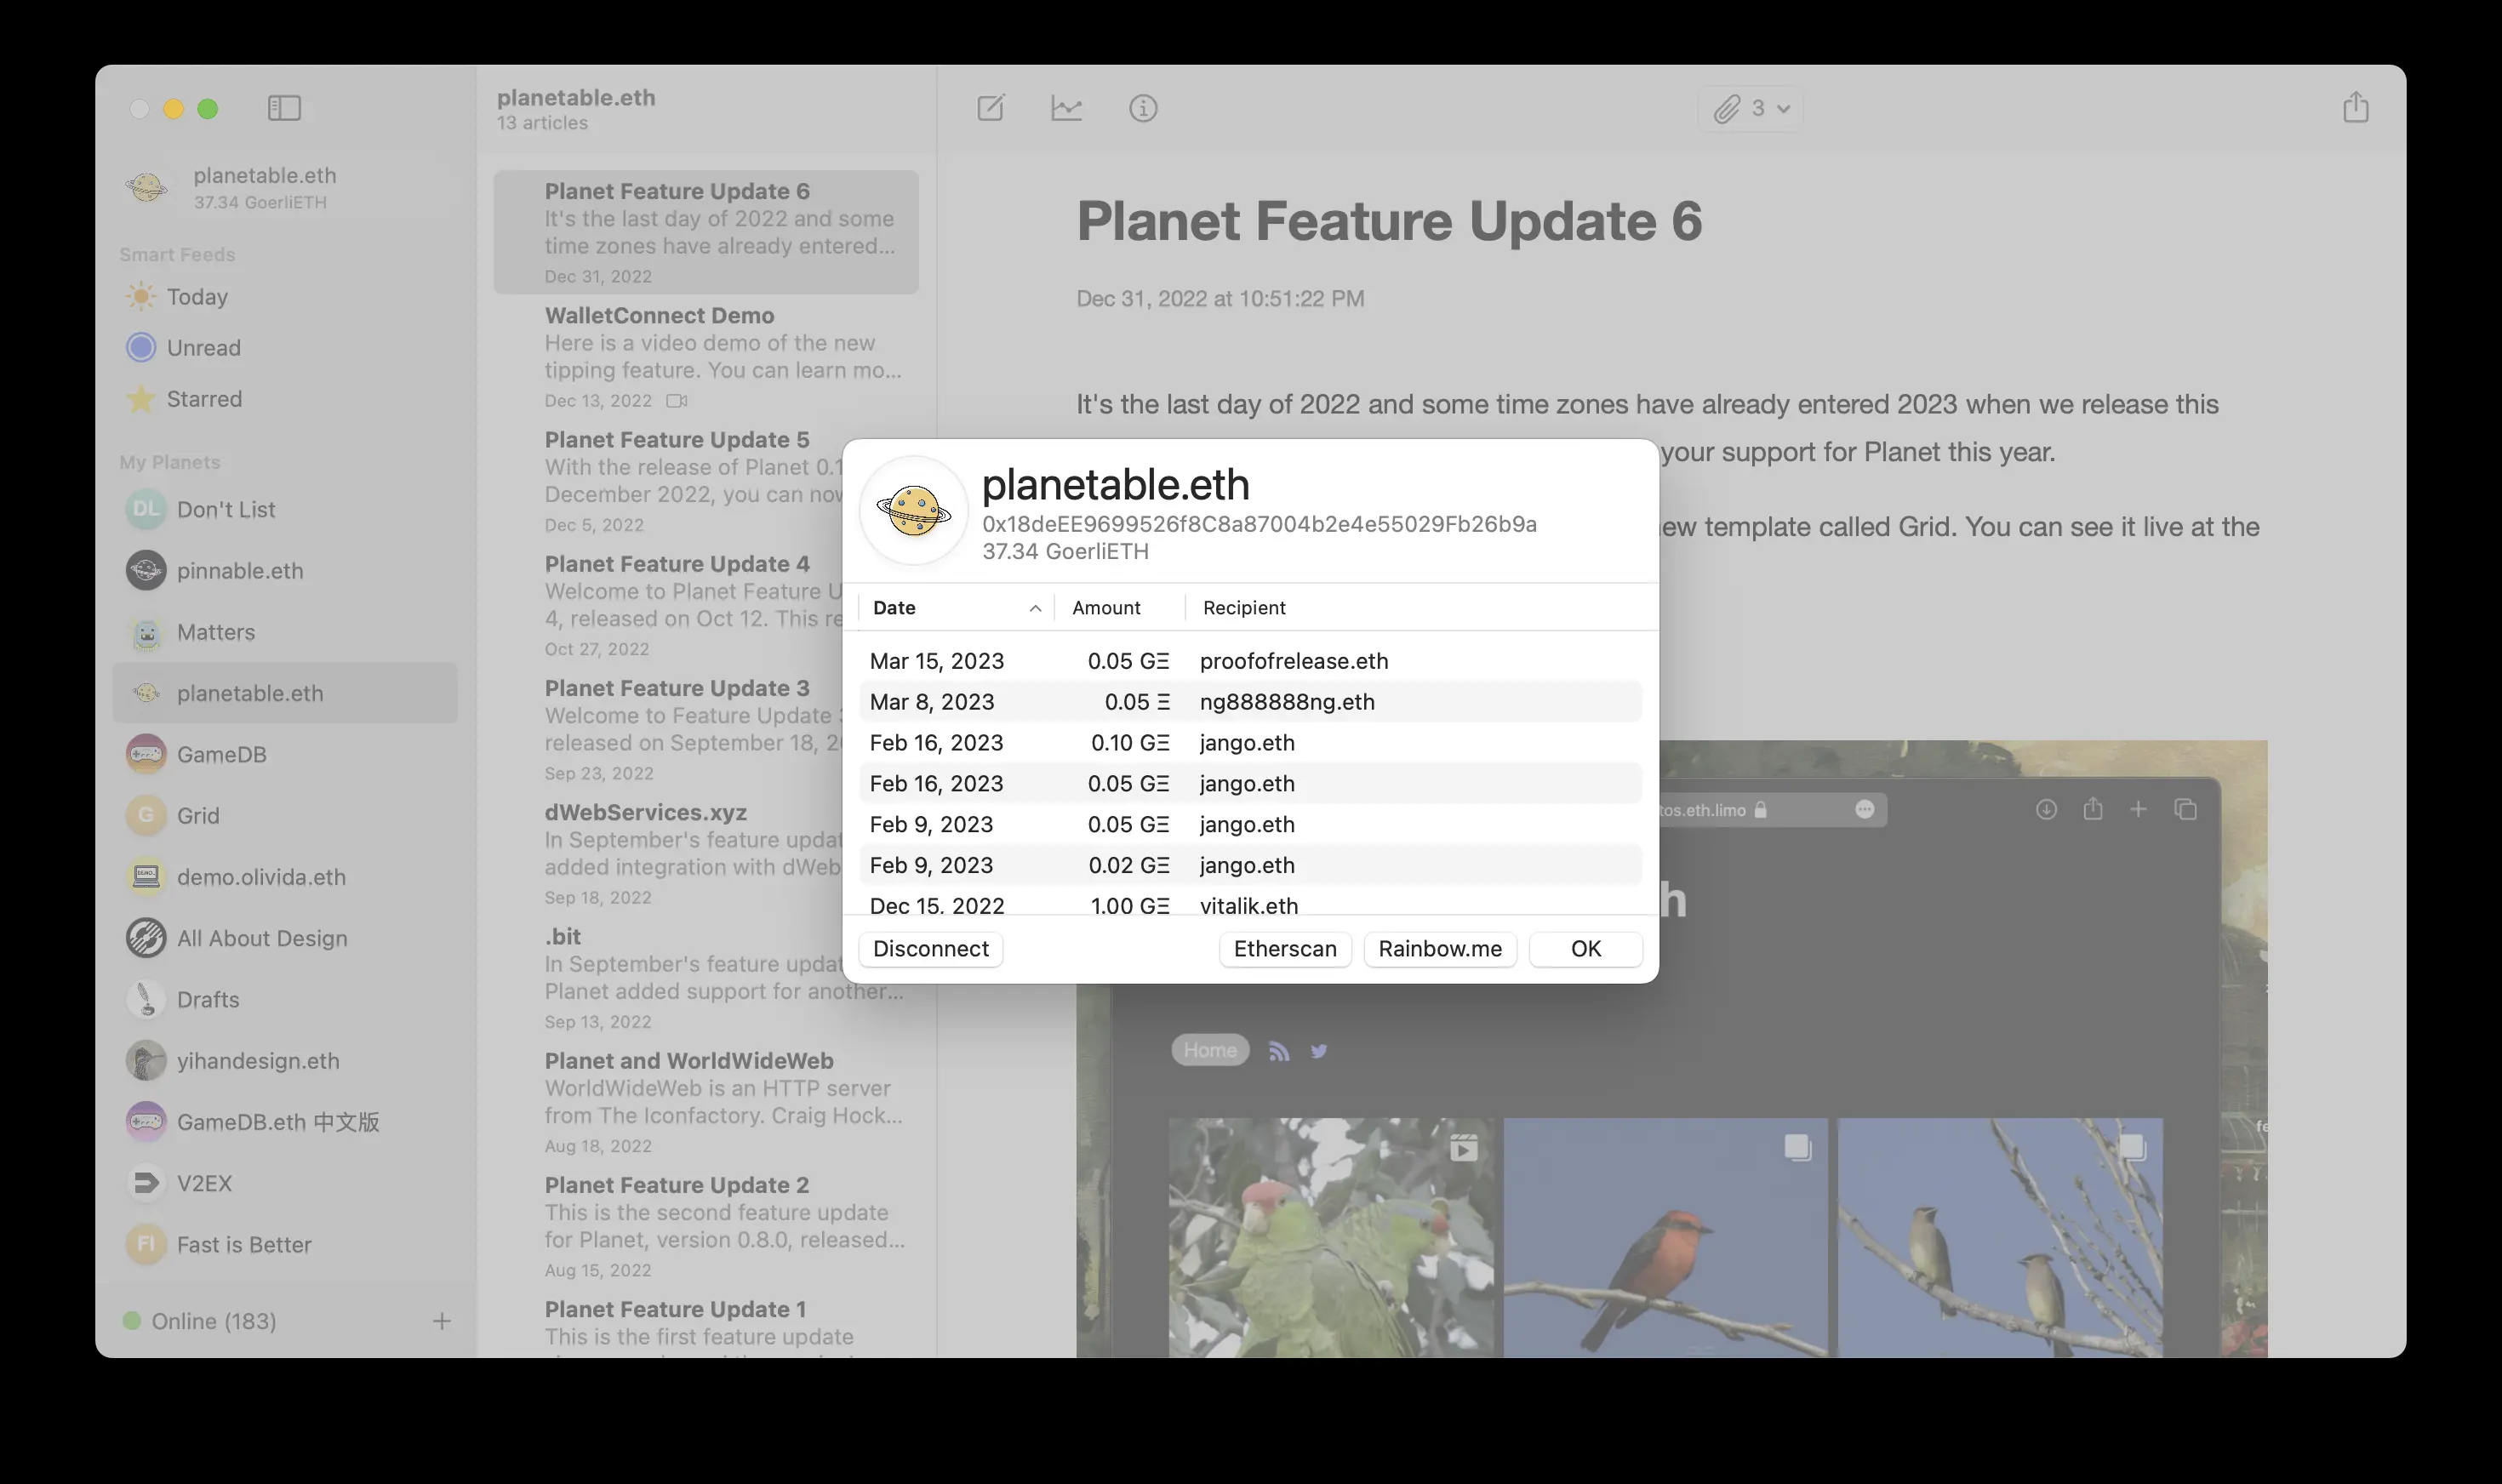 planetable.eth
37.34 GoerliETH
Smart Feeds
Today
Unread
Starred
My Planets
DL Don't List
pinnable.eth
Matters
planetable.eth
GameDB
G Grid
demo.olivida.eth
All About Design
Drafts
yihandesign.eth
GameDB.eth 中文版
V2EX
FI Fast is Better
Online (183)
planetable.eth
13 articles
Planet Feature Update 6
It's the last day of 2022 and some
time zones have already entered...
Dec 31, 2022
WalletConnect Demo
Here is a video demo of the new
tipping feature. You can learn mo...
Dec 13, 2022
Planet Feature Update 5
With the release of Planet 0.1
December 2022, you can now
Dec 5, 2022
Planet Feature Update 4
Welcome to Planet Feature U
4, released on Oct 12. This re
Oct 27, 2022
Planet Feature Update 3
Welcome to Feature Update
released on September 18, 2
Sep 23, 2022
dWebServices.xyz
In September's feature updat
added integration with dWeb
Sep 18, 2022
.bit
In September's feature updat
Planet added support for another...
Sep 13, 2022
Planet and WorldWideWeb
WorldWideWeb is an HTTP server
from The Iconfactory. Craig Hock...
Aug 18, 2022
Planet Feature Update 2
This is the second feature update
for Planet, version 0.8.0, released...
Aug 15, 2022
Planet Feature Update 1
This is the first feature update
3
Planet Feature Update 6
Dec 31, 2022 at 10:51:22 PM
It's the last day of 2022 and some time zones have already entered 2023 when we release this
your support for Planet this year.
ew template called Grid. You can see it live at the
tos.eth.limo
h
Home
planetable.eth
0x18deEE9699526f8C8a87004b2e4e55029Fb26b9a
37.34 GoerliETH
Date Amount Recipient
Mar 15, 2023 0.05 GΞ proofofrelease.eth
Mar 8, 2023 0.05 Ξ ng888888ng.eth
Feb 16, 2023 0.10 GΞ jango.eth
Feb 16, 2023 0.05 GΞ jango.eth
Feb 9, 2023 0.05 GΞ jango.eth
Feb 9, 2023 0.02 GΞ jango.eth
Dec 15, 2022 1.00 GΞ vitalik.eth
Disconnect Etherscan Rainbow.me OK